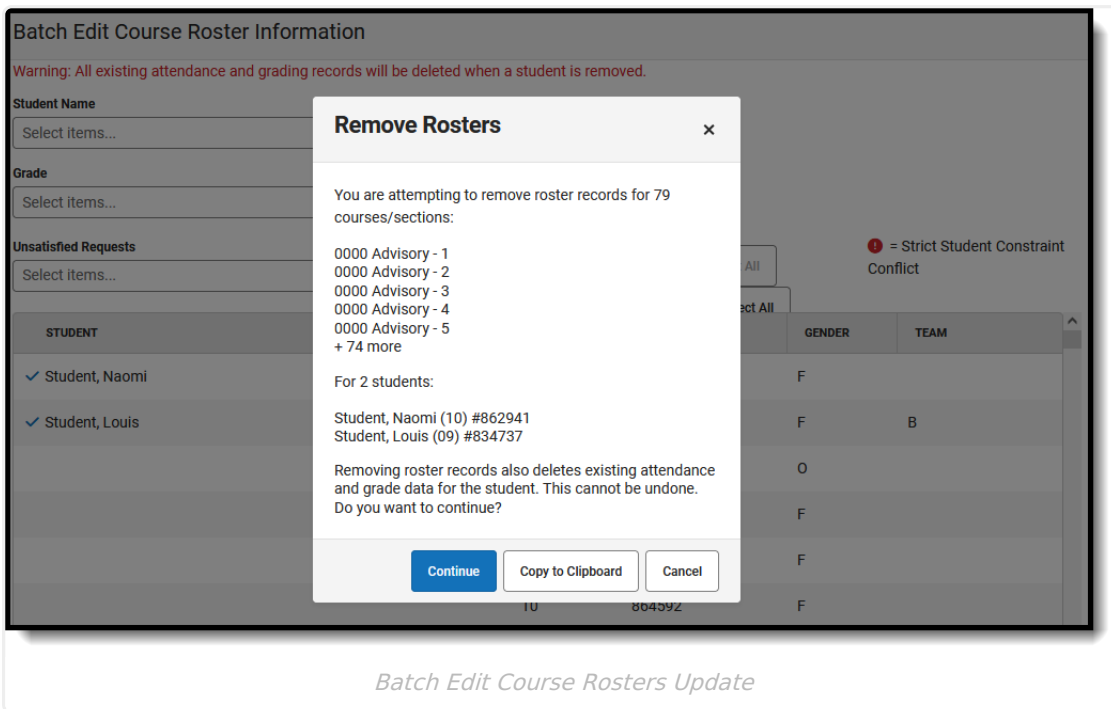 Batch Edit Course Roster Information
Warning: All existing attendance and grading records will be deleted when a student is removed.
Student Name
Select items...
Grade
Select items...
Unsatisfied Requests
Select items...
All
ect All
= Strict Student Constraint
Conflict
STUDENT
GENDER
TEAM
Student, Naomi
F
Student, Louis
F
B
O
F
F
10
864592
F
Remove Rosters
You are attempting to remove roster records for 79
courses/sections:
0000 Advisory - 1
0000 Advisory - 2
0000 Advisory - 3
0000 Advisory - 4
0000 Advisory - 5
+ 74 more
For 2 students:
Student, Naomi (10) #862941
Student, Louis (09) #834737
Removing roster records also deletes existing attendance
and grade data for the student. This cannot be undone.
Do you want to continue?
Continue
Copy to Clipboard
Cancel
Batch Edit Course Rosters Update